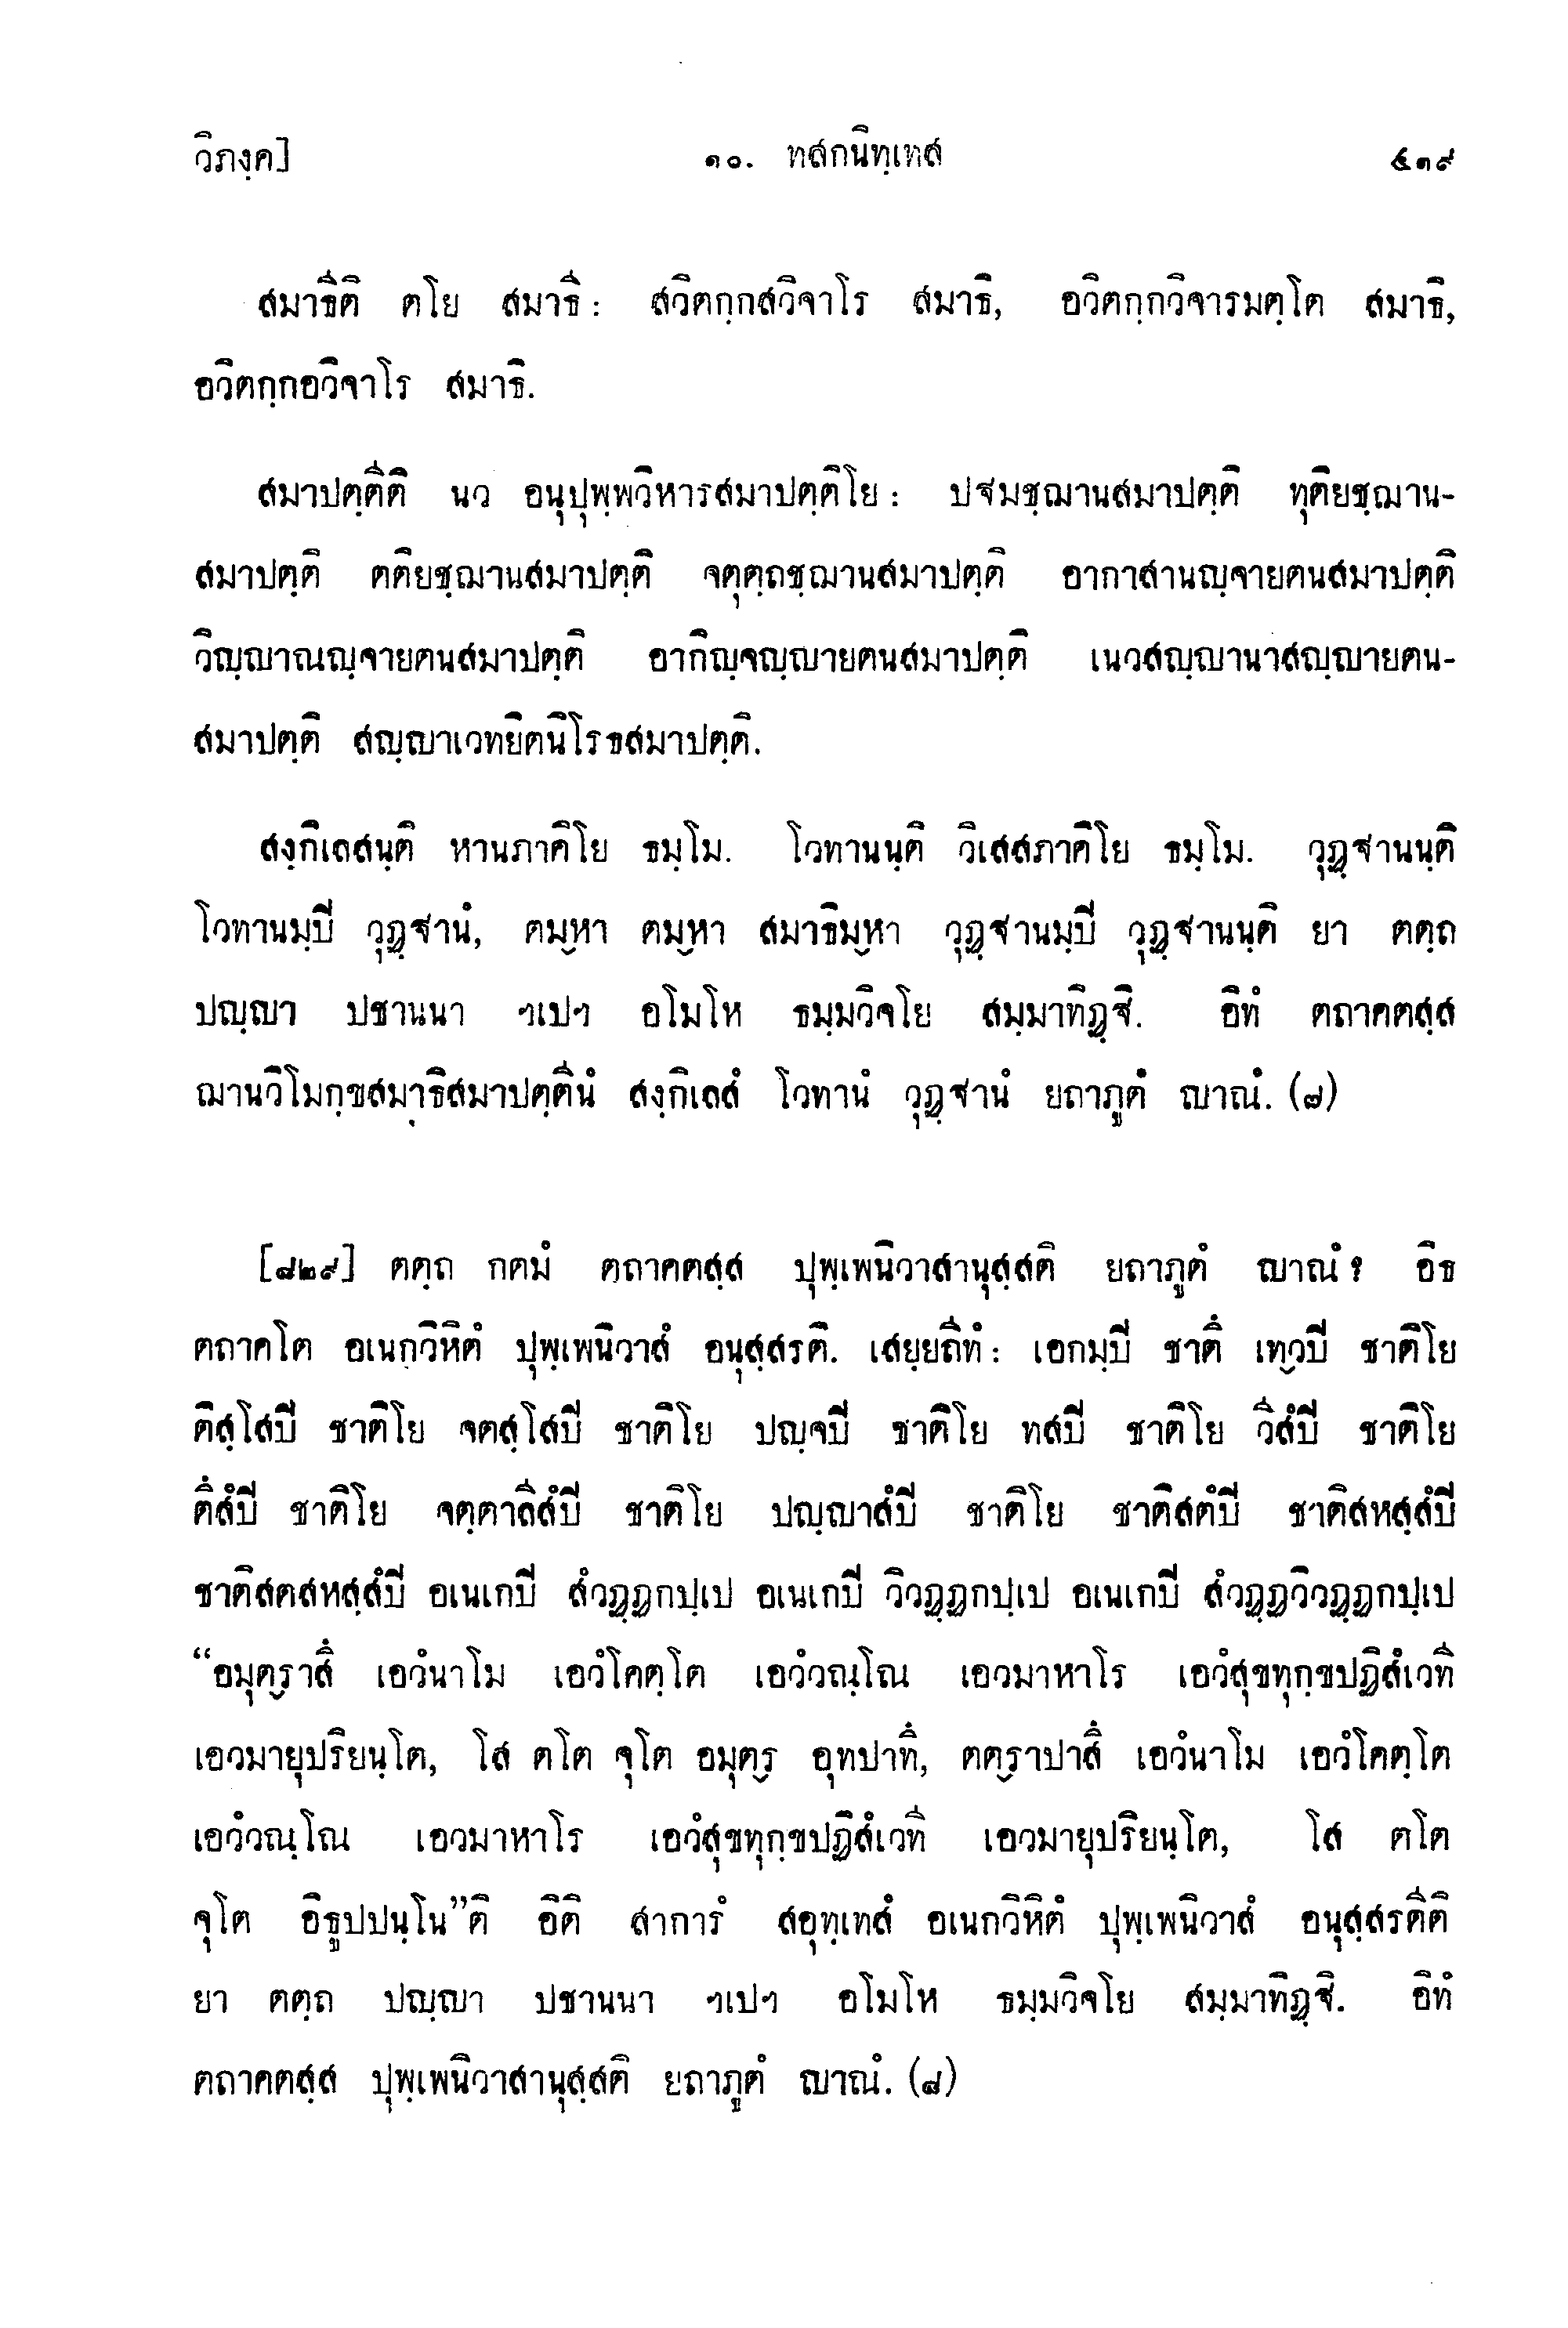 วิภงฺค]
๑๐. ทสกนิทฺเทส
๕๑๙
สมาธีติ ตโย สมาธี : สวิตกฺกสวิจาโร สมาธิ, อวิตกฺกวิจารมตฺโต สมาธิ,
อวิตกฺกอวิจาโร สมาธิ.
สมาปตฺตีติ นว อนุปุพฺพวิหารสมาปตฺติโย : ปฐมชฺฌานสมาปตฺติ ทุติยชฺฌาน-
สมาปตฺติ ตติยชฺฌานสมาปตฺติ จตุตฺถชฺฌานสมาปตฺติ อากาสานญฺจายตนสมาปตฺติ
วิญฺญาณญฺจายตนสมาปตฺติ อากิญฺจญฺญายตนสมาปตฺติ เนวสญฺญานาสญฺญายตน-
สมาปตฺติ สญฺญาเวทยิตนิโรธสมาปตฺติ.
สงฺกิเลสนฺติ หานภาคิโย ธมฺโม. โวทานนฺติ วิเสสภาคิโย ธมฺโม. วุฏฺฐานนฺติ
โวทานมฺปิ วุฏฺฐานํ, ตมฺหา ตมฺหา สมาธิมฺหา วุฏฺฐานมฺปิ วุฏฺฐานนฺติ ยา ตตฺถ
ปญฺญา ปชานนา ฯเปฯ อโมโห ธมฺมวิจโย สมฺมาทิฏฺฐิ. อิทํ ตถาคตสฺส
ฌานวิโมกฺขสมาธิสมาปตฺตีนํ สงฺกิเลสํ โวทานํ วุฏฺฐานํ ยถาภูตํ ญาณํ. (๗)
[๘๒๙] ตตฺถ กตมํ ตถาคตสฺส ปุพฺเพนิวาสานุสฺสติ ยถาภูตํ ญาณํ? อิธ
ตถาคโต อเนกวิหิตํ ปุพฺเพนิวาสํ อนุสฺสรติ. เสยฺยถีทํ : เอกมฺปิ ชาตึ เทฺวปิ ชาติโย
ติสฺโสปิ ชาติโย จตสฺโสปิ ชาติโย ปญฺจปิ ชาติโย ทสปิ ชาติโย วีสํปิ ชาติโย
ตึสํปิ ชาติโย จตฺตาลีสํปิ ชาติโย ปญฺญาสํปิ ชาติโย ชาติสตํปิ ชาติสหสฺสํปิ
ชาติสตสหสฺสํปิ อเนเกปิ สํวฏฺฏกปฺเป อเนเกปิ วิวฏฺฏกปฺเป อเนเกปิ สํวฏฺฏวิวฏฺฏกปฺเป
“อมุตฺราสึ เอวํนาโม เอวํโคตฺโต เอวํวณฺโณ เอวมาหาโร เอวํสุขทุกฺขปฏิสํเวที
เอวมายุปริยนฺโต, โส ตโต จุโต อมุตฺร อุทปาทึ, ตตฺราปาสึ เอวํนาโม เอวํโคตฺโต
เอวํวณฺโณ เอวมาหาโร เอวํสุขทุกฺขปฏิสํเวที เอวมายุปริยนฺโต, โส ตโต
จุโต อิธูปปนฺโน”ติ อิติ สาการํ สอุทฺเทสํ อเนกวิหิตํ ปุพฺเพนิวาสํ อนุสฺสรตีติ
ยา ตตฺถ ปญฺญา ปชานนา ฯเปฯ อโมโห ธมฺมวิจโย สมฺมาทิฏฺฐิ. อิทํ
ตถาคตสฺส ปุพฺเพนิวาสานุสฺสติ ยถาภูตํ ญาณํ. (๘)